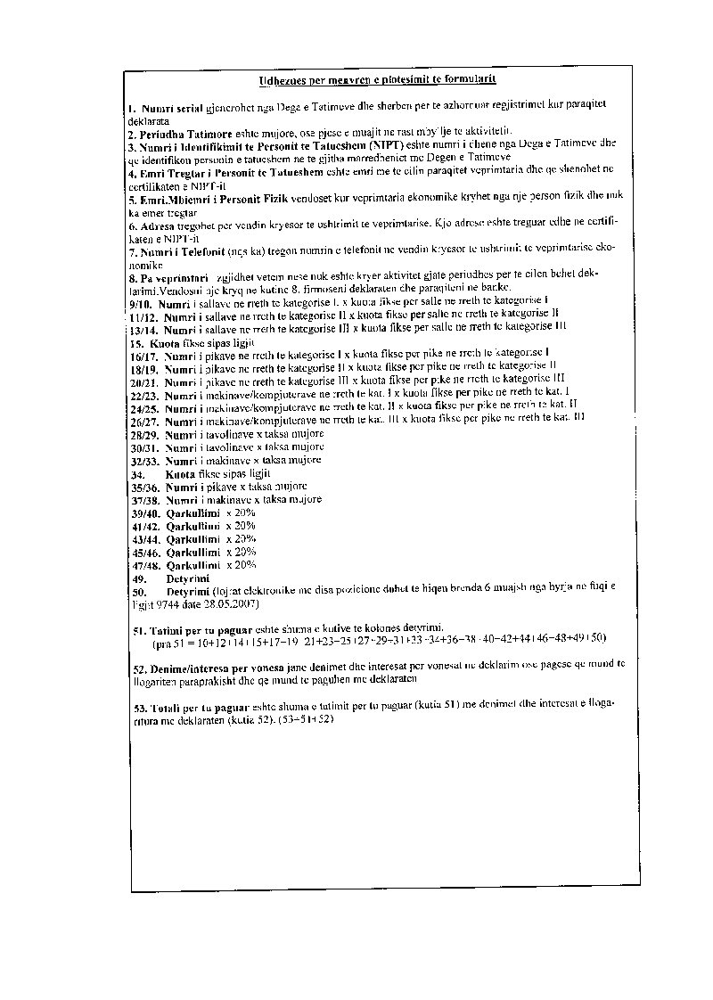 Udhezues per menyren e plotesimit te formularit
1. Numri serial gjenerohet nga Dega e Tatimeve dhe sherben per te azhornuar regjistrimet kur paraqitet
deklarata
2. Periudha Tatimore eshte mujore, ose pjese e muajit ne rast mbyllje te aktivitetit.
3. Numri i Identifikimit te Personit te Tatueshem (NIPT) eshte numri i dhene nga Dega e Tatimeve dhe
qe identifikon personin e tatueshem ne te gjitha marredheniet me Degen e Tatimeve
4. Emri Tregtar i Personit te Tatueshem eshte emri me te cilin paraqitet veprimtaria dhe qe shenohet ne
certifikaten e NIPT-it
5. Emri.Mbiemri i Personit Fizik vendoset kur veprimtaria ekonomike kryhet nga nje person fizik dhe nuk
ka emer tregtar
6. Adresa tregohet per vendin kryesor te ushtrimit te veprimtarise. Kjo adrese eshte treguar edhe ne certifi-
katen e NIPT-it
7. Numri i Telefonit (nqs ka) tregon numrin e telefonit ne vendin kryesor te ushtrimit te veprimtarise eko-
nomike
8. Pa veprimtari zgjidhet vetem nese nuk eshte kryer aktivitet gjate periudhes per te cilen behet dek-
larimi.Vendosni nje kryq ne kutine 8, firmoseni deklaraten dhe paraqiteni ne banke.
9/10. Numri i sallave ne rreth te kategorise I. x kuota fikse per salle ne rreth te kategorise I
11/12. Numri i sallave ne rreth te kategorise II x kuota fikse per salle ne rreth te kategorise II
13/14. Numri i sallave ne rreth te kategorise III x kuota fikse per salle ne rreth te kategorise III
15. Kuota fikse sipas ligjit
16/17. Numri i pikave ne rreth te kategorise I x kuota fikse per pike ne rreth te kategorise I
18/19. Numri i pikave ne rreth te kategorise II x kuota fikse per pike ne rreth te kategorise II
20/21. Numri i pikave ne rreth te kategorise III x kuota fikse per pike ne rreth te kategorise III
22/23. Numri i makinave/kompjuterave ne rreth te kat. I x kuota fikse per pike ne rreth te kat. I
24/25. Numri i makinave/kompjuterave ne rreth te kat. II x kuota fikse per pike ne rreth te kat. II
26/27. Numri i makinave/kompjuterave ne rreth te kat. III x kuota fikse per pike ne rreth te kat. III
28/29. Numri i tavolinave x taksa mujore
30/31. Numri i tavolinave x taksa mujore
32/33. Numri i makinave x taksa mujore
34. Kuota fikse sipas ligjit
35/36. Numri i pikave x taksa mujore
37/38. Numri i makinave x taksa mujore
39/40. Qarkullimi x 20%
41/42. Qarkullimi x 20%
43/44. Qarkullimi x 20%
45/46. Qarkullimi x 20%
47/48. Qarkullimi x 20%
49. Detyrimi
50. Detyrimi (lojrat elektronike me disa pozicione duhet te hiqen brenda 6 muajsh nga hyrja ne fuqi e
ligjit 9744 date 28.05.2007)
51. Tatimi per tu paguar eshte shuma e kutive te kolones detyrimi.
(pra 51 = 10+12+14+15+17+19+21+23+25+27+29+31+33+34+36+38+40+42+44+46+48+49+50)
52. Denime/interesa per vonesa jane denimet dhe interesat per vonesat ne deklarim ose pagese qe mund te
llogariten paraprakisht dhe qe mund te paguhen me deklaraten
53. Totali per tu paguar eshte shuma e tatimit per tu paguar (kutia 51) me denimet dhe interesat e lloga-
ritura me deklaraten (kutia 52). (53=51+52)